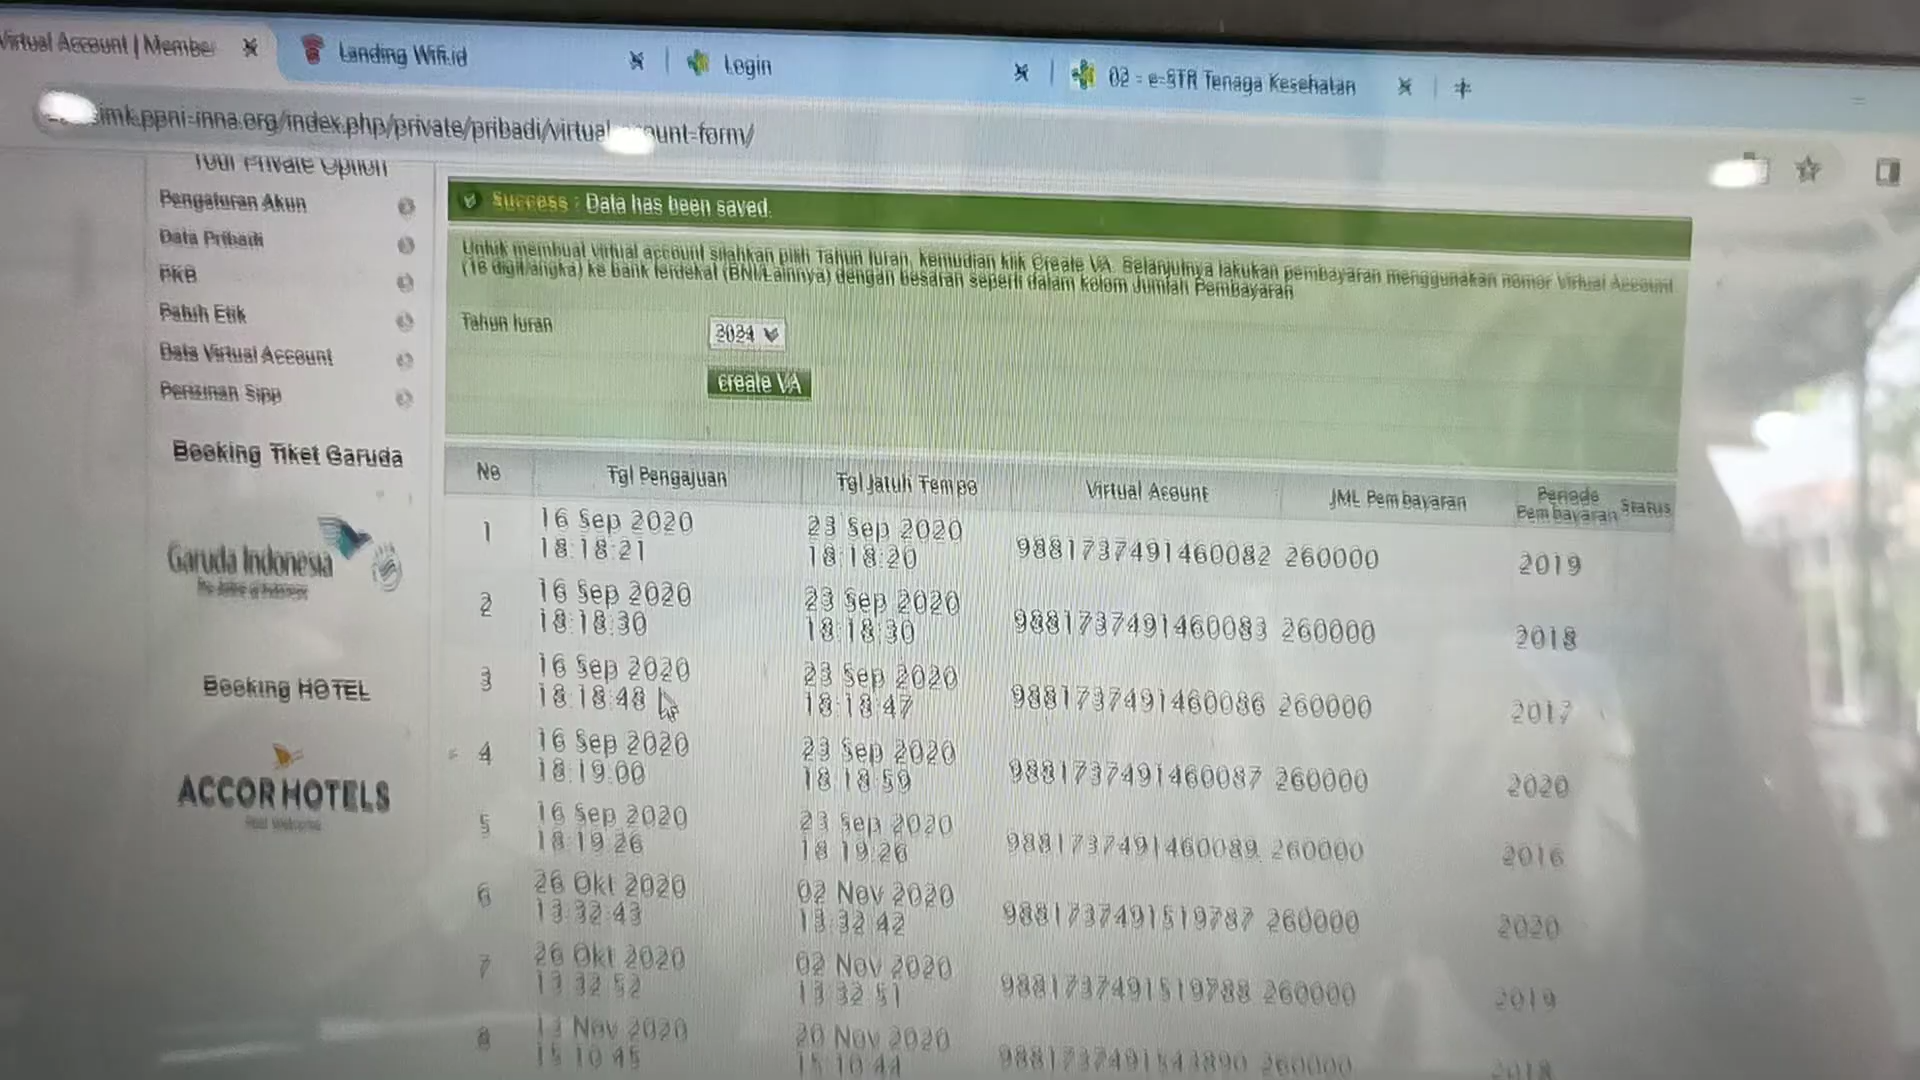 Virtual Account | Member
Landing Wifi.id
Login
02 - e-STR Tenaga Kesehatan
imk.ppni-inna.org/index.php/private/pribadi/virtual
ount-form/
Your Private Option
Pengaturan Akun
Data Pribadi
PKB
Patuh Etik
Data Virtual Account
Perizinan Sipp
Booking Tiket Garuda
Garuda Indonesia
Booking HOTEL
ACCORHOTELS
Feel Welcome
Success : Data has been saved.
Untuk membuat virtual account silahkan pilih Tahun Iuran, kemudian klik Create VA. Selanjutnya lakukan pembayaran menggunakan nomor Virtual Account
(16 digit/angka) ke bank terdekat (BNI/Lainnya) dengan besaran seperti dalam kolom Jumlah Pembayaran
Tahun Iuran
2024
create VA
No Tgl Pengajuan Tgl Jatuh Tempo Virtual Acount JML Pembayaran Periode Pembayaran Status
1 16 Sep 2020 18:18:21 23 Sep 2020 18:18:20 9881737491460082 260000 2019
2 16 Sep 2020 18:18:30 23 Sep 2020 18:18:30 9881737491460083 260000 2018
3 16 Sep 2020 18:18:48 23 Sep 2020 18:18:47 9881737491460086 260000 2017
4 16 Sep 2020 18:19:00 23 Sep 2020 18:18:59 9881737491460087 260000 2020
5 16 Sep 2020 18:19:26 23 Sep 2020 18:19:26 9881737491460089 260000 2016
6 26 Okt 2020 13:32:43 02 Nov 2020 13:32:42 9881737491519787 260000 2020
7 26 Okt 2020 13:32:52 02 Nov 2020 13:32:51 9881737491519788 260000 2019
8 13 Nov 2020 15:10:45 20 Nov 2020 15:10:44 9881737491543890 260000 2018